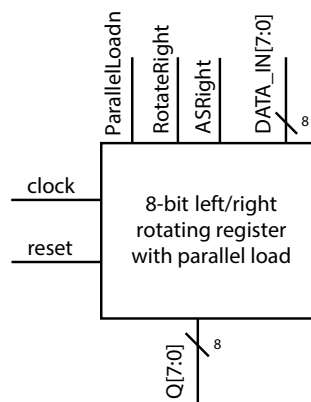 ParallelLoadn
RotateRight
ASRight
DATA_IN[7:0]
8
clock
reset
8-bit left/right
rotating register
with parallel load
8
Q[7:0]